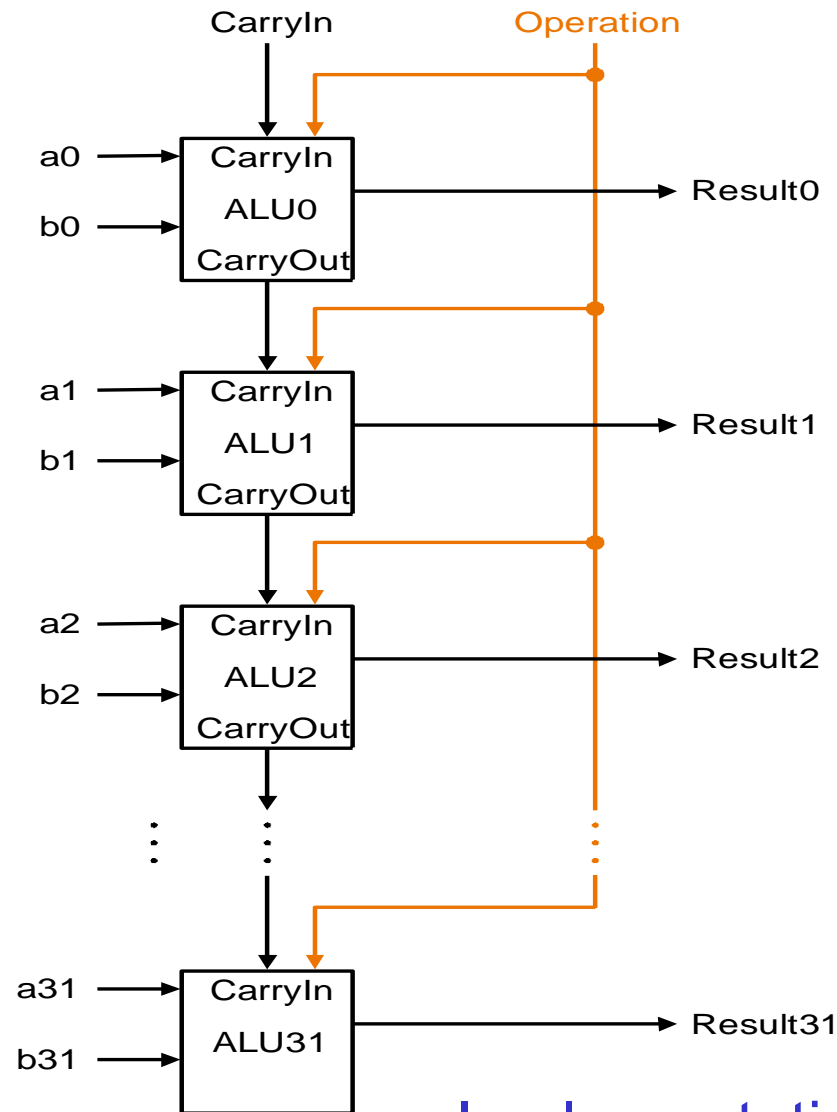 CarryIn Operation
a0 CarryIn
ALU0 Result0
b0
CarryOut
a1 CarryIn
ALU1 Result1
b1
CarryOut
a2 CarryIn
ALU2 Result2
b2
CarryOut
a31 CarryIn
ALU31 Result31
b31